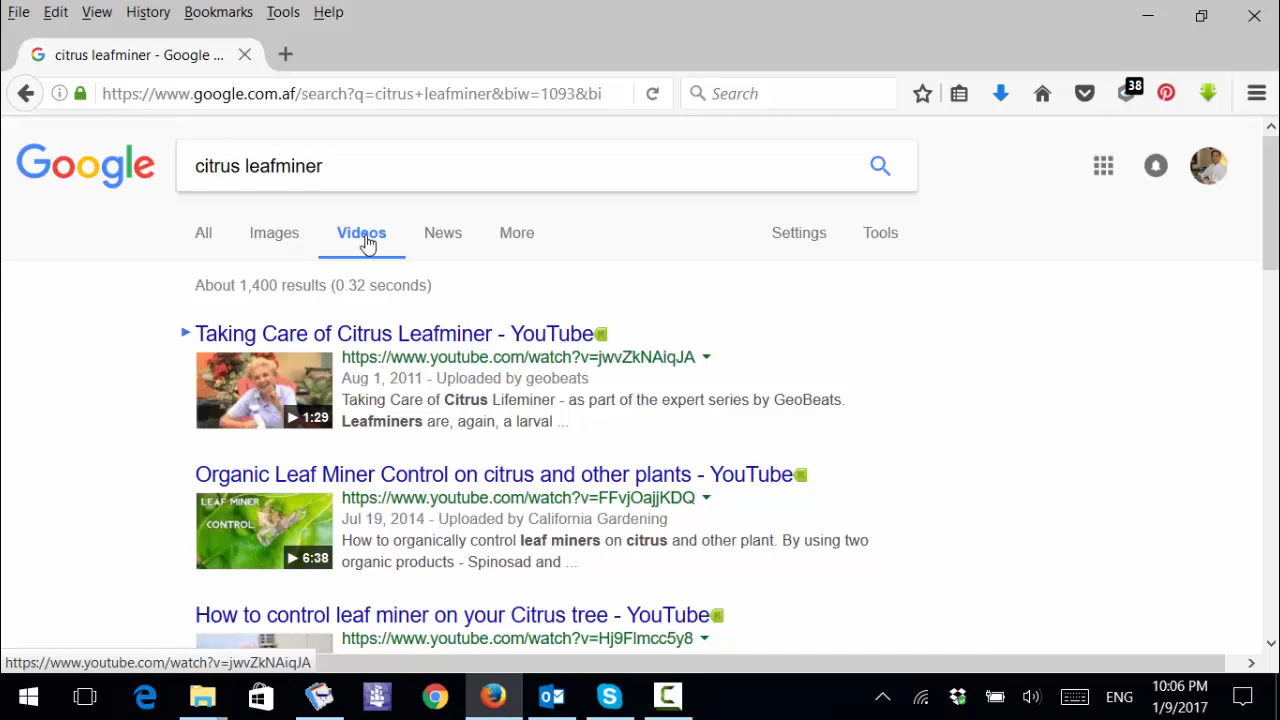 File Edit View History Bookmarks Tools Help
citrus leafminer - Google ...
https://www.google.com.af/search?q=citrus+leafminer&biw=1093&bi
Search
38
Google
citrus leafminer
All Images Videos News More Settings Tools
About 1,400 results (0.32 seconds)
Taking Care of Citrus Leafminer - YouTube
https://www.youtube.com/watch?v=jwvZkNAiqJA
Aug 1, 2011 - Uploaded by geobeats
Taking Care of Citrus Lifeminer - as part of the expert series by GeoBeats.
Leafminers are, again, a larval ...
1:29
Organic Leaf Miner Control on citrus and other plants - YouTube
https://www.youtube.com/watch?v=FFvjOajjKDQ
Jul 19, 2014 - Uploaded by California Gardening
How to organically control leaf miners on citrus and other plant. By using two
organic products - Spinosad and ...
LEAF MINER
CONTROL
6:38
How to control leaf miner on your Citrus tree - YouTube
https://www.youtube.com/watch?v=Hj9Flmcc5y8
https://www.youtube.com/watch?v=jwvZkNAiqJA
ENG
10:06 PM
1/9/2017